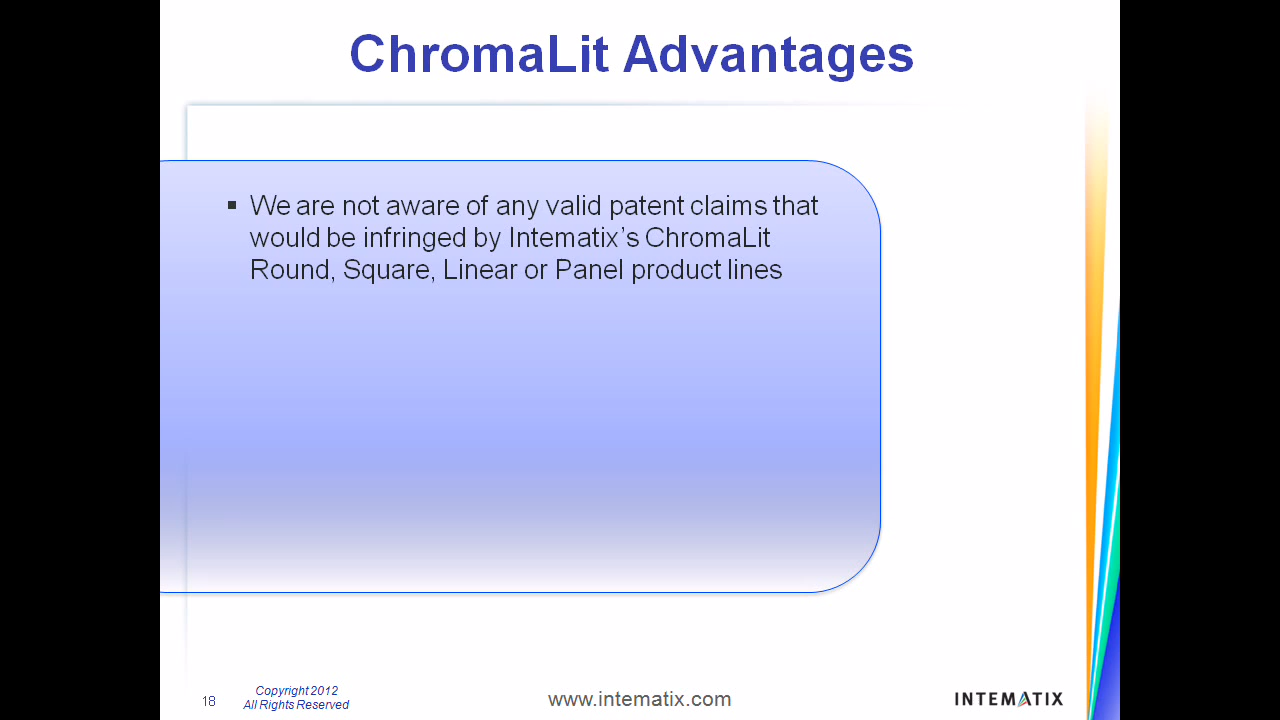 ChromaLit Advantages
▪ We are not aware of any valid patent claims that
would be infringed by Intematix’s ChromaLit
Round, Square, Linear or Panel product lines
18
Copyright 2012
All Rights Reserved
www.intematix.com
INTEMATIX